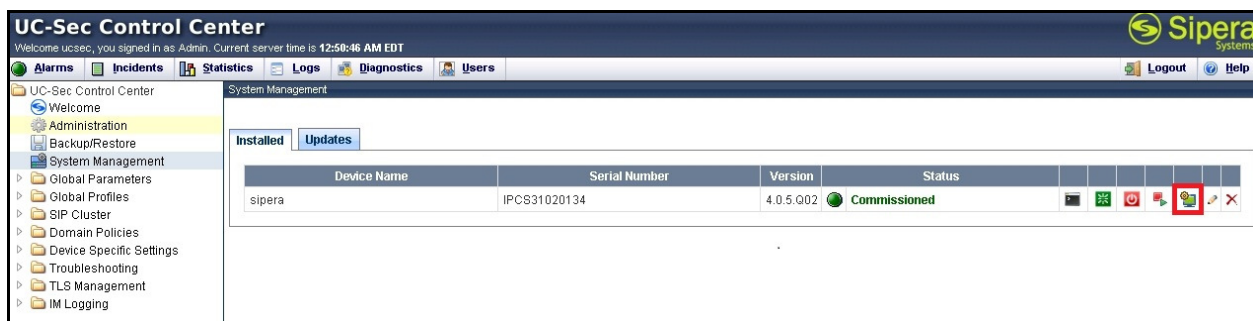 UC-Sec Control Center
Sipera
Systems
Welcome ucsec, you signed in as Admin. Current server time is 12:50:46 AM EDT
Alarms Incidents Statistics Logs Diagnostics Users Logout Help
UC-Sec Control Center
Welcome
Administration
Backup/Restore
System Management
Global Parameters
Global Profiles
SIP Cluster
Domain Policies
Device Specific Settings
Troubleshooting
TLS Management
IM Logging
System Management
Installed Updates
Device Name Serial Number Version Status
sipera IPCS31020134 4.0.5.Q02 Commissioned